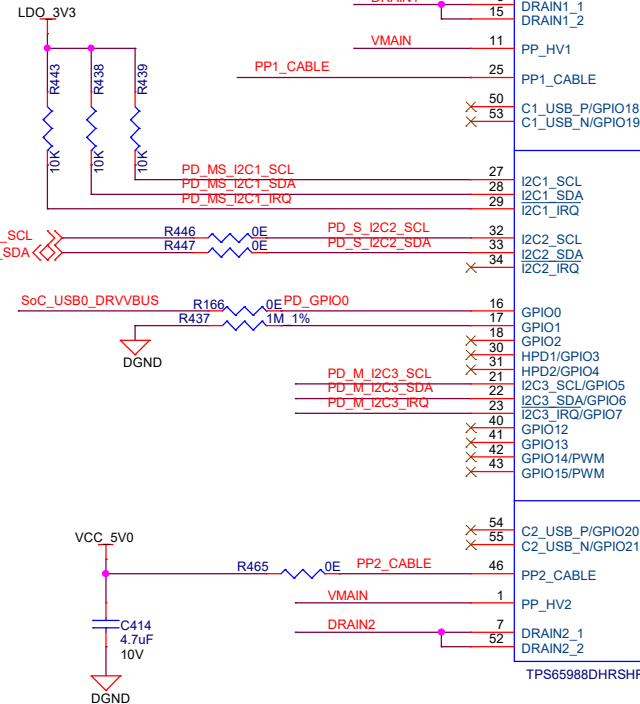 DRAIN1_1
15 DRAIN1_2
LDO_3V3
VMAIN 11 PP_HV1
PP1_CABLE 25 PP1_CABLE
R443 R438 R439
10K 10K 10K
50 C1_USB_P/GPIO18
53 C1_USB_N/GPIO19
PD_MS_I2C1_SCL 27 I2C1_SCL
PD_MS_I2C1_SDA 28 I2C1_SDA
PD_MS_I2C1_IRQ 29 I2C1_IRQ
_SCL R446 0E PD_S_I2C2_SCL 32 I2C2_SCL
_SDA R447 0E PD_S_I2C2_SDA 33 I2C2_SDA
34 I2C2_IRQ
SoC_USB0_DRVVBUS R166 0E PD_GPIO0 16 GPIO0
R437 1M_1% 17 GPIO1
DGND
18 GPIO2
30 HPD1/GPIO3
31 HPD2/GPIO4
PD_M_I2C3_SCL 21 I2C3_SCL/GPIO5
PD_M_I2C3_SDA 22 I2C3_SDA/GPIO6
PD_M_I2C3_IRQ 23 I2C3_IRQ/GPIO7
40 GPIO12
41 GPIO13
42 GPIO14/PWM
43 GPIO15/PWM
54 C2_USB_P/GPIO20
55 C2_USB_N/GPIO21
VCC_5V0
R465 0E PP2_CABLE 46 PP2_CABLE
VMAIN 1 PP_HV2
C414
4.7uF
10V
DRAIN2 7 DRAIN2_1
52 DRAIN2_2
DGND
TPS65988DHRSHR